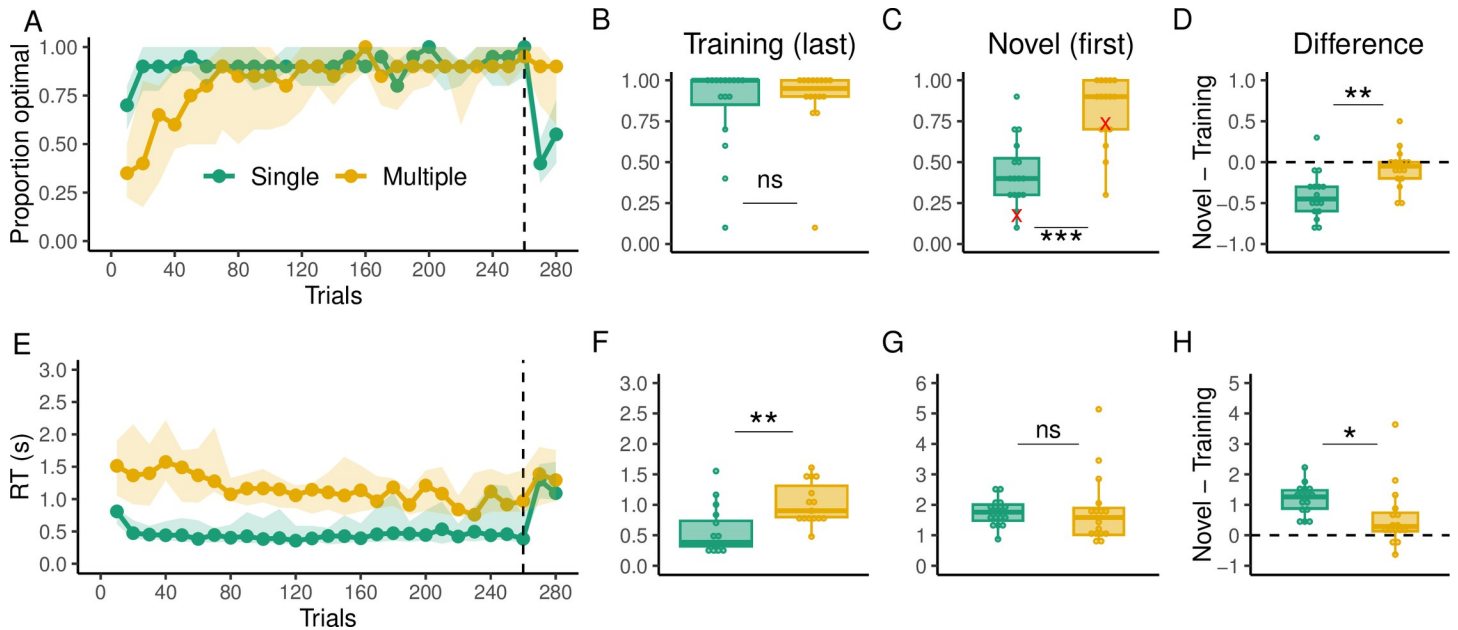 A
Proportion optimal
1.00
0.75
0.50
0.25
0.00
Single
Multiple
0 40 80 120 160 200 240 280
Trials
B
Training (last)
1.00
0.75
0.50
0.25
0.00
ns
C
Novel (first)
1.00
0.75
0.50
0.25
0.00
X
X
***
D
Difference
Novel − Training
1.0
0.5
0.0
−0.5
−1.0
**
E
RT (s)
3.0
2.5
2.0
1.5
1.0
0.5
0.0
0 40 80 120 160 200 240 280
Trials
F
3.0
2.5
2.0
1.5
1.0
0.5
0.0
**
G
6
5
4
3
2
1
0
ns
H
Novel − Training
5
4
3
2
1
0
−1
*